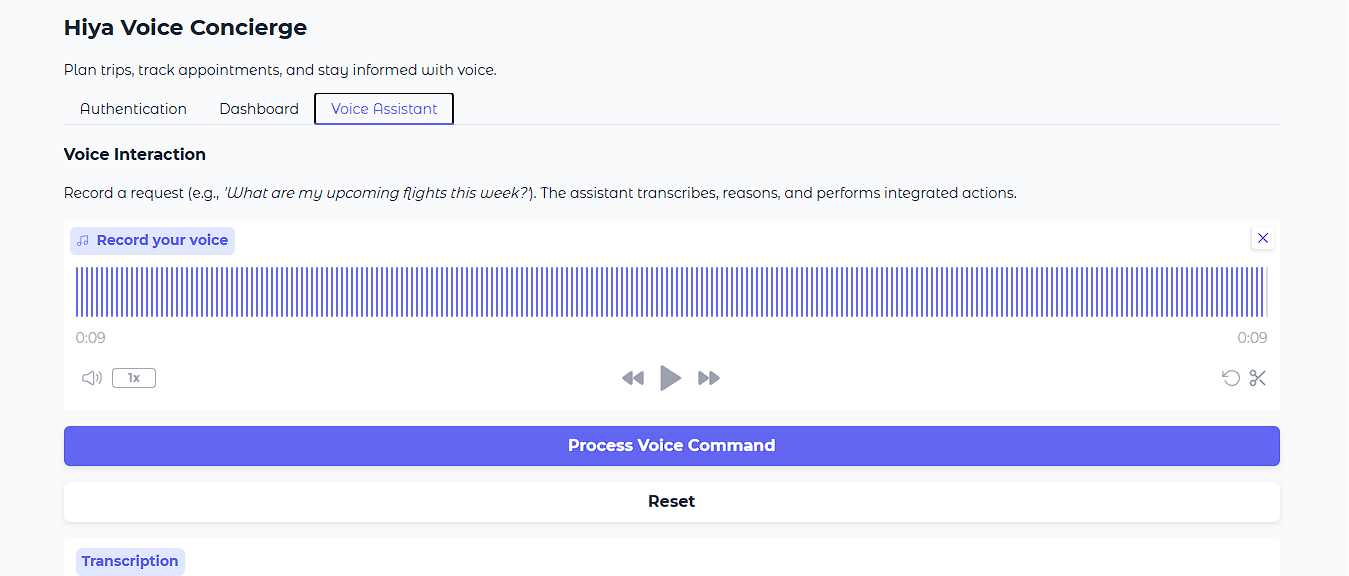 Hiya Voice Concierge
Plan trips, track appointments, and stay informed with voice.
Authentication Dashboard Voice Assistant
Voice Interaction
Record a request (e.g., 'What are my upcoming flights this week?'). The assistant transcribes, reasons, and performs integrated actions.
Record your voice
0:09 0:09
1x
Process Voice Command
Reset
Transcription